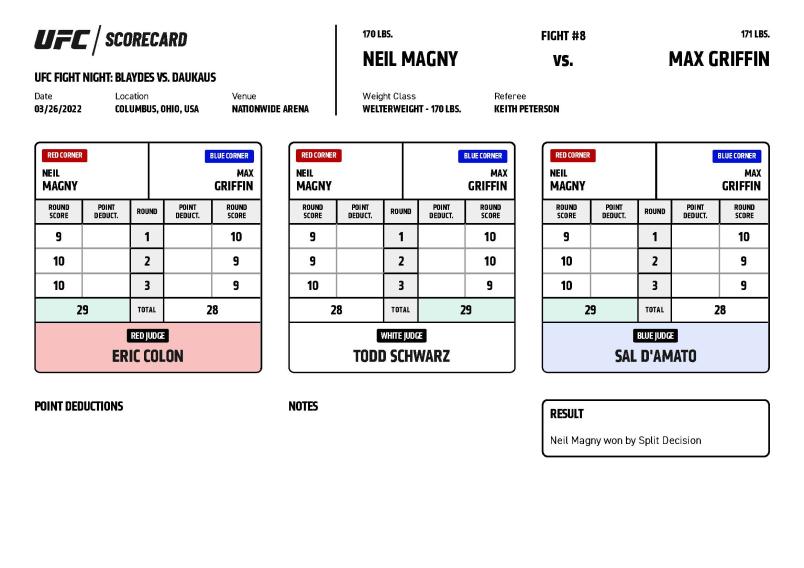 UFC / SCORECARD
UFC FIGHT NIGHT: BLAYDES VS. DAUKAUS
Date Location Venue
03/26/2022 COLUMBUS, OHIO, USA NATIONWIDE ARENA
170 LBS. FIGHT #8 171 LBS.
NEIL MAGNY VS. MAX GRIFFIN
Weight Class Referee
WELTERWEIGHT - 170 LBS. KEITH PETERSON
RED CORNER BLUE CORNER
NEIL MAX
MAGNY GRIFFIN
ROUND SCORE POINT DEDUCT. ROUND POINT DEDUCT. ROUND SCORE
9 1 10
10 2 9
10 3 9
29 TOTAL 28
RED JUDGE
ERIC COLON
RED CORNER BLUE CORNER
NEIL MAX
MAGNY GRIFFIN
ROUND SCORE POINT DEDUCT. ROUND POINT DEDUCT. ROUND SCORE
9 1 10
9 2 10
10 3 9
28 TOTAL 29
WHITE JUDGE
TODD SCHWARZ
RED CORNER BLUE CORNER
NEIL MAX
MAGNY GRIFFIN
ROUND SCORE POINT DEDUCT. ROUND POINT DEDUCT. ROUND SCORE
9 1 10
10 2 9
10 3 9
29 TOTAL 28
BLUE JUDGE
SAL D'AMATO
POINT DEDUCTIONS
NOTES
RESULT
Neil Magny won by Split Decision